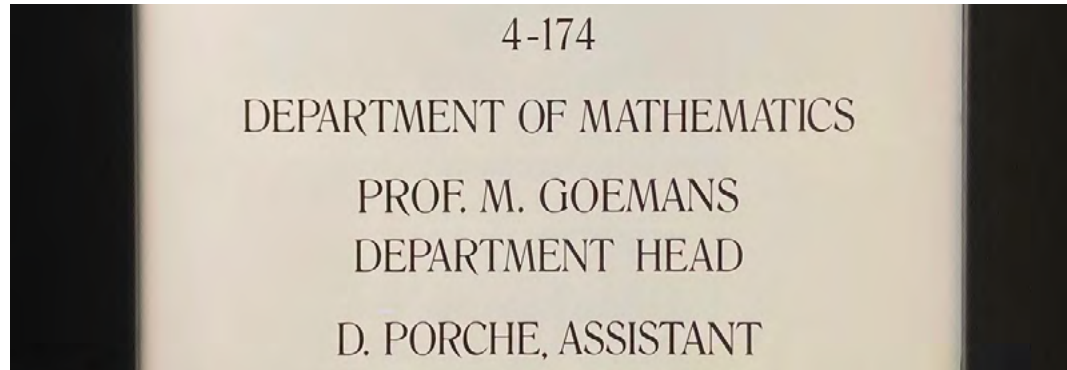 4-174
DEPARTMENT OF MATHEMATICS
PROF. M. GOEMANS
DEPARTMENT HEAD
D. PORCHE, ASSISTANT